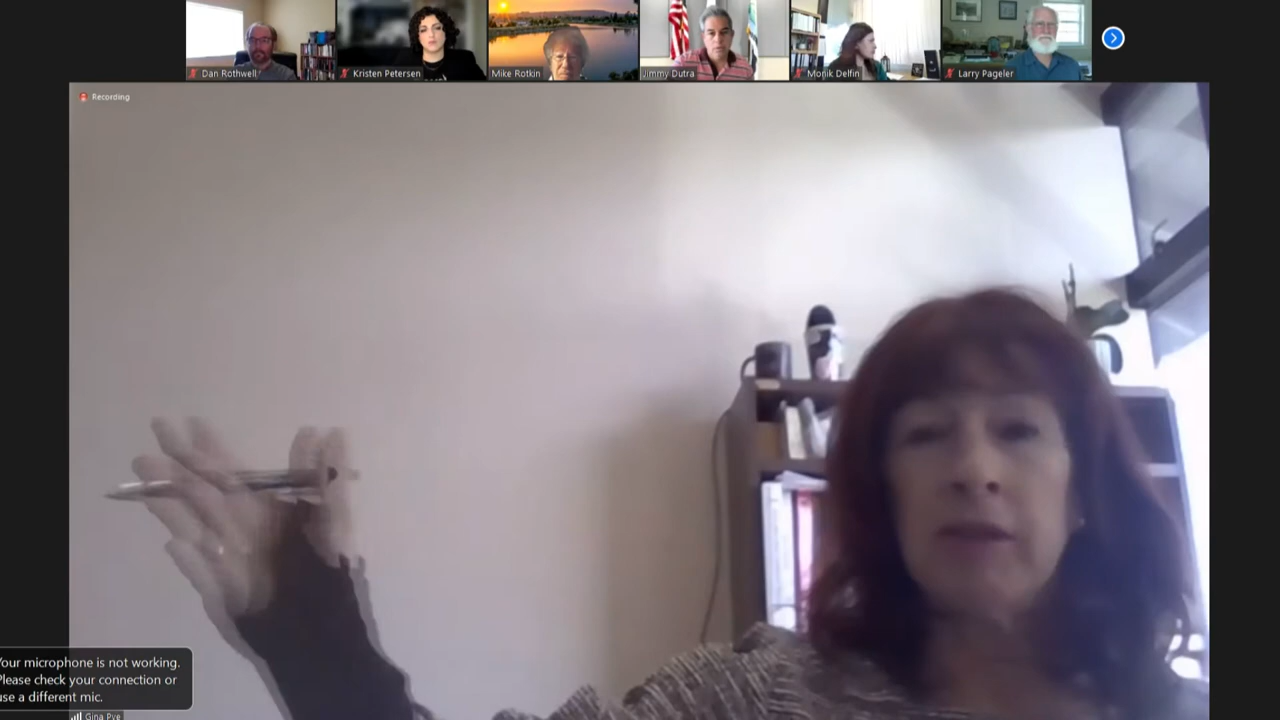 Dan Rothwell
Kristen Petersen
Mike Rotkin
Jimmy Dutra
Monik Delfin
Larry Pageler
Recording
Your microphone is not working.
Please check your connection or
use a different mic.
Gina Pye